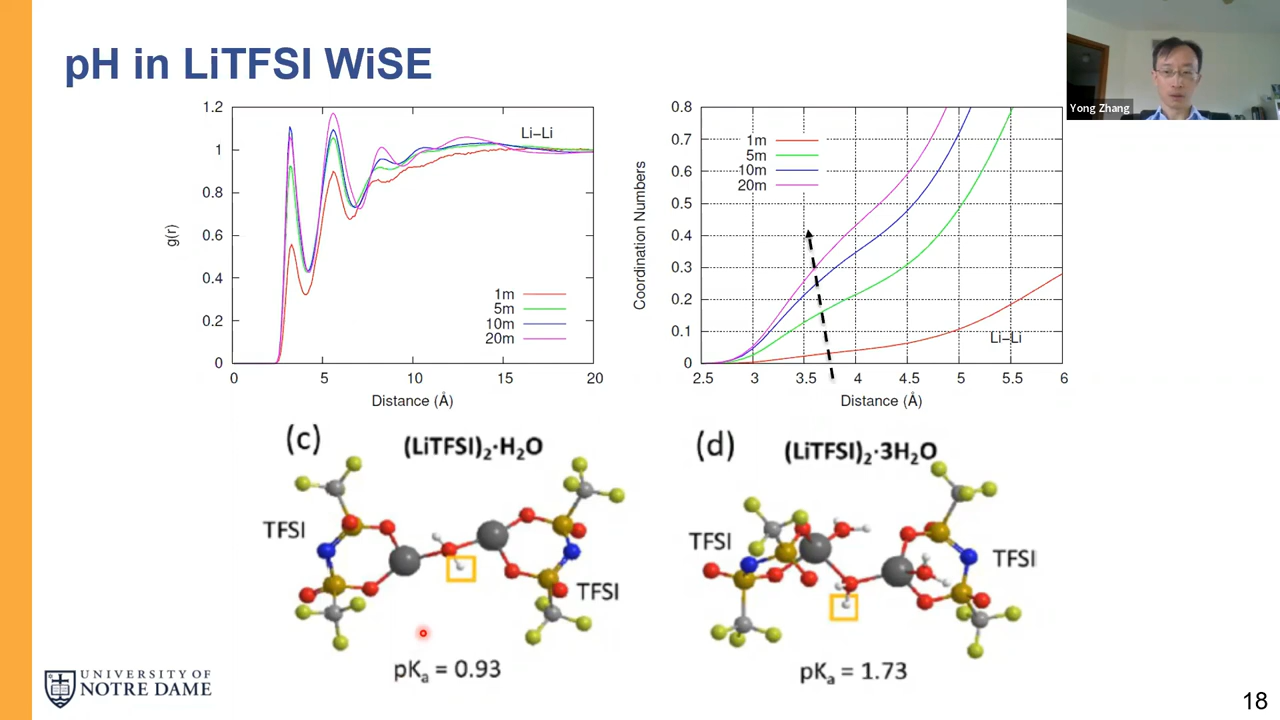 pH in LiTFSI WiSE
Yong Zhang
1.2
1
0.8
0.6
0.4
0.2
0
g(r)
Li–Li
1m
5m
10m
20m
0
5
10
15
20
Distance (Å)
0.8
0.7
0.6
0.5
0.4
0.3
0.2
0.1
0
Coordination Numbers
1m
5m
10m
20m
Li–Li
2.5
3
3.5
4
4.5
5
5.5
6
Distance (Å)
(c)
(LiTFSI)₂·H₂O
TFSI
TFSI
pKₐ = 0.93
(d)
(LiTFSI)₂·3H₂O
TFSI
TFSI
pKₐ = 1.73
UNIVERSITY OF
NOTRE DAME
18